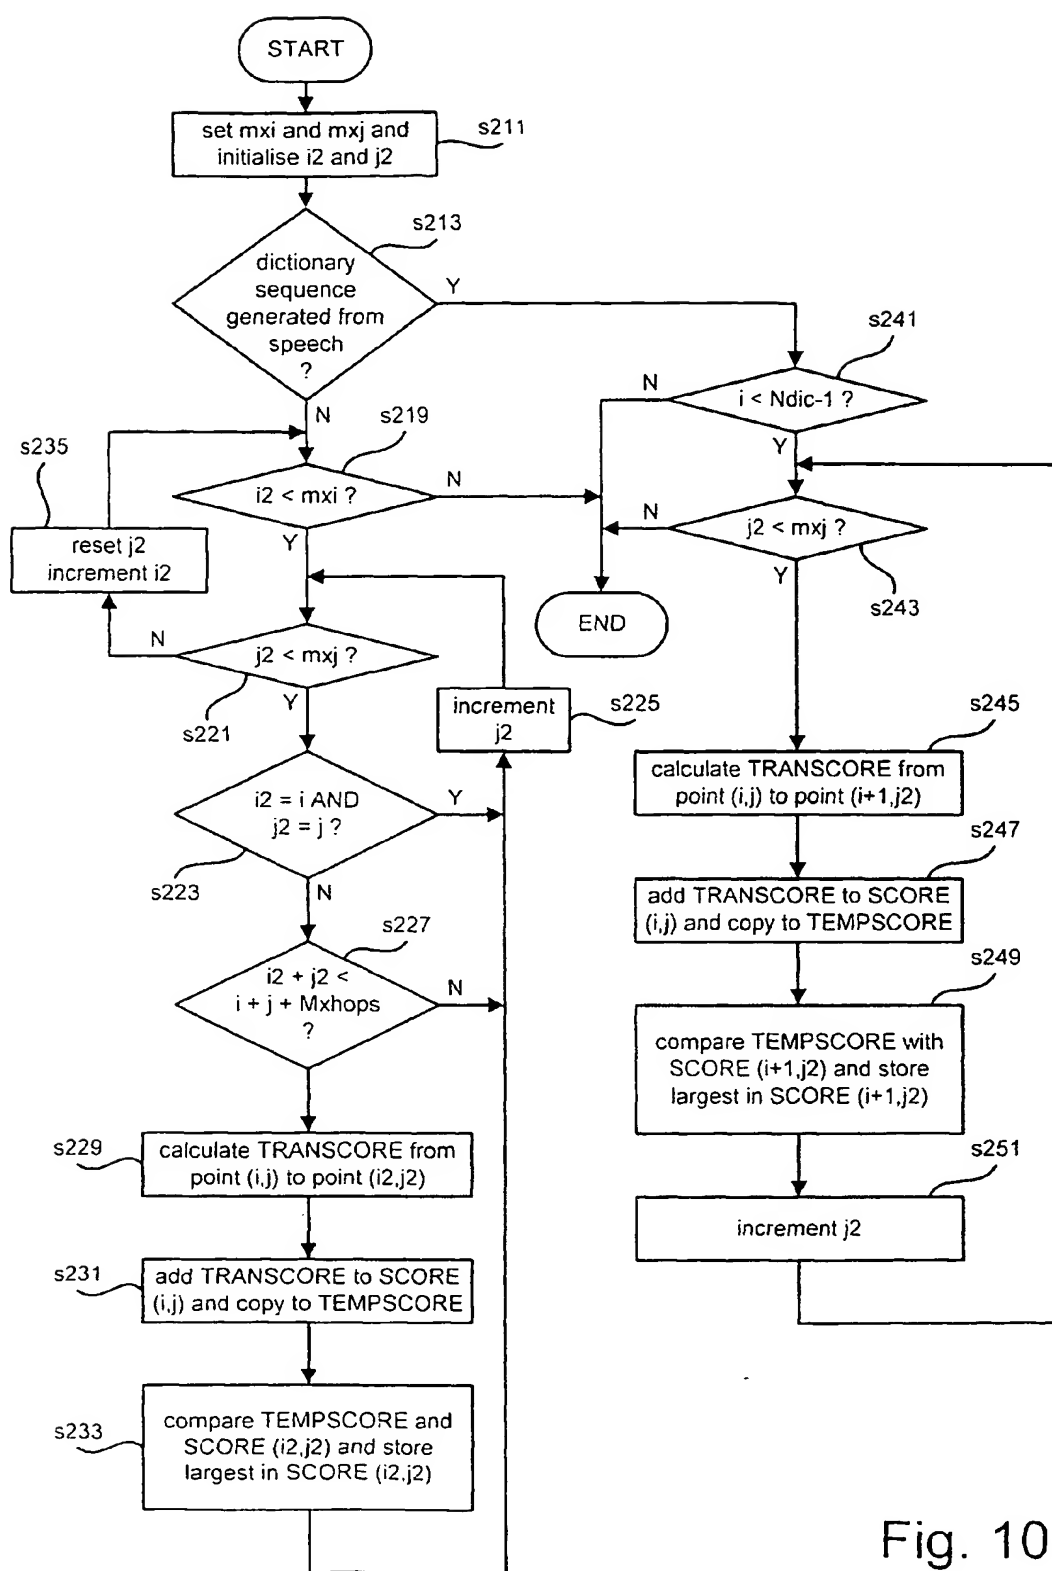 START
set mxi and mxj and
initialise i2 and j2
s211
s213
dictionary
sequence
generated from
speech
?
Y
N
s241
i < Ndic-1 ?
N
Y
s219
i2 < mxi ?
N
Y
s235
reset j2
increment i2
j2 < mxj ?
N
Y
s243
END
j2 < mxj ?
N
Y
s221
increment
j2
s225
s245
calculate TRANSCORE from
point (i,j) to point (i+1,j2)
i2 = i AND
j2 = j ?
Y
N
s223
s247
add TRANSCORE to SCORE
(i,j) and copy to TEMPSCORE
s227
i2 + j2 <
i + j + Mxhops
?
N
s249
compare TEMPSCORE with
SCORE (i+1,j2) and store
largest in SCORE (i+1,j2)
s229
calculate TRANSCORE from
point (i,j) to point (i2,j2)
s251
increment j2
s231
add TRANSCORE to SCORE
(i,j) and copy to TEMPSCORE
s233
compare TEMPSCORE and
SCORE (i2,j2) and store
largest in SCORE (i2,j2)
Fig. 10